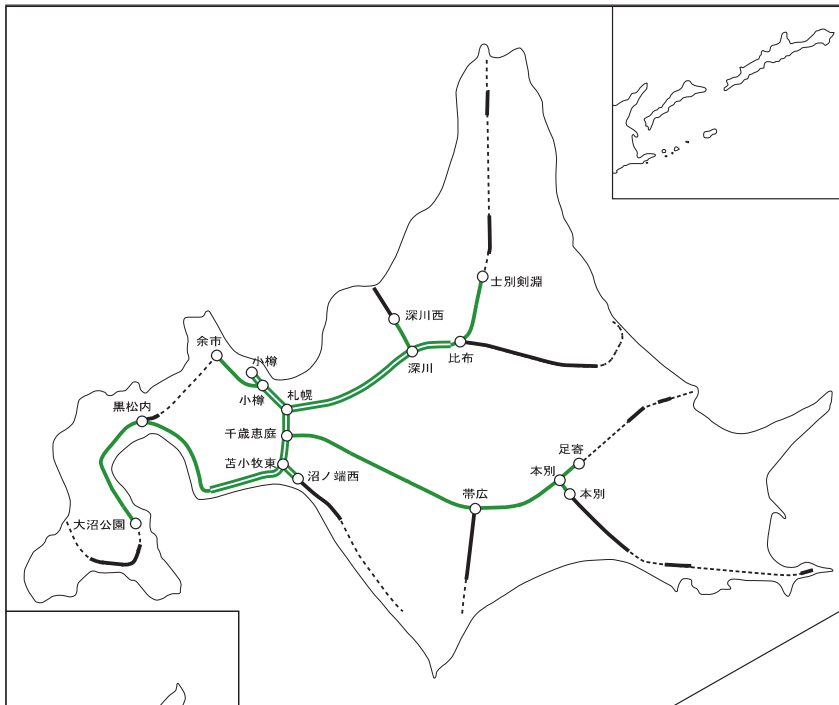 士別剣淵
深川西
余市
小樽
深川
比布
小樽
札幌
黒松内
千歳恵庭
足寄
苫小牧東
沼ノ端西
本別
帯広
本別
大沼公園